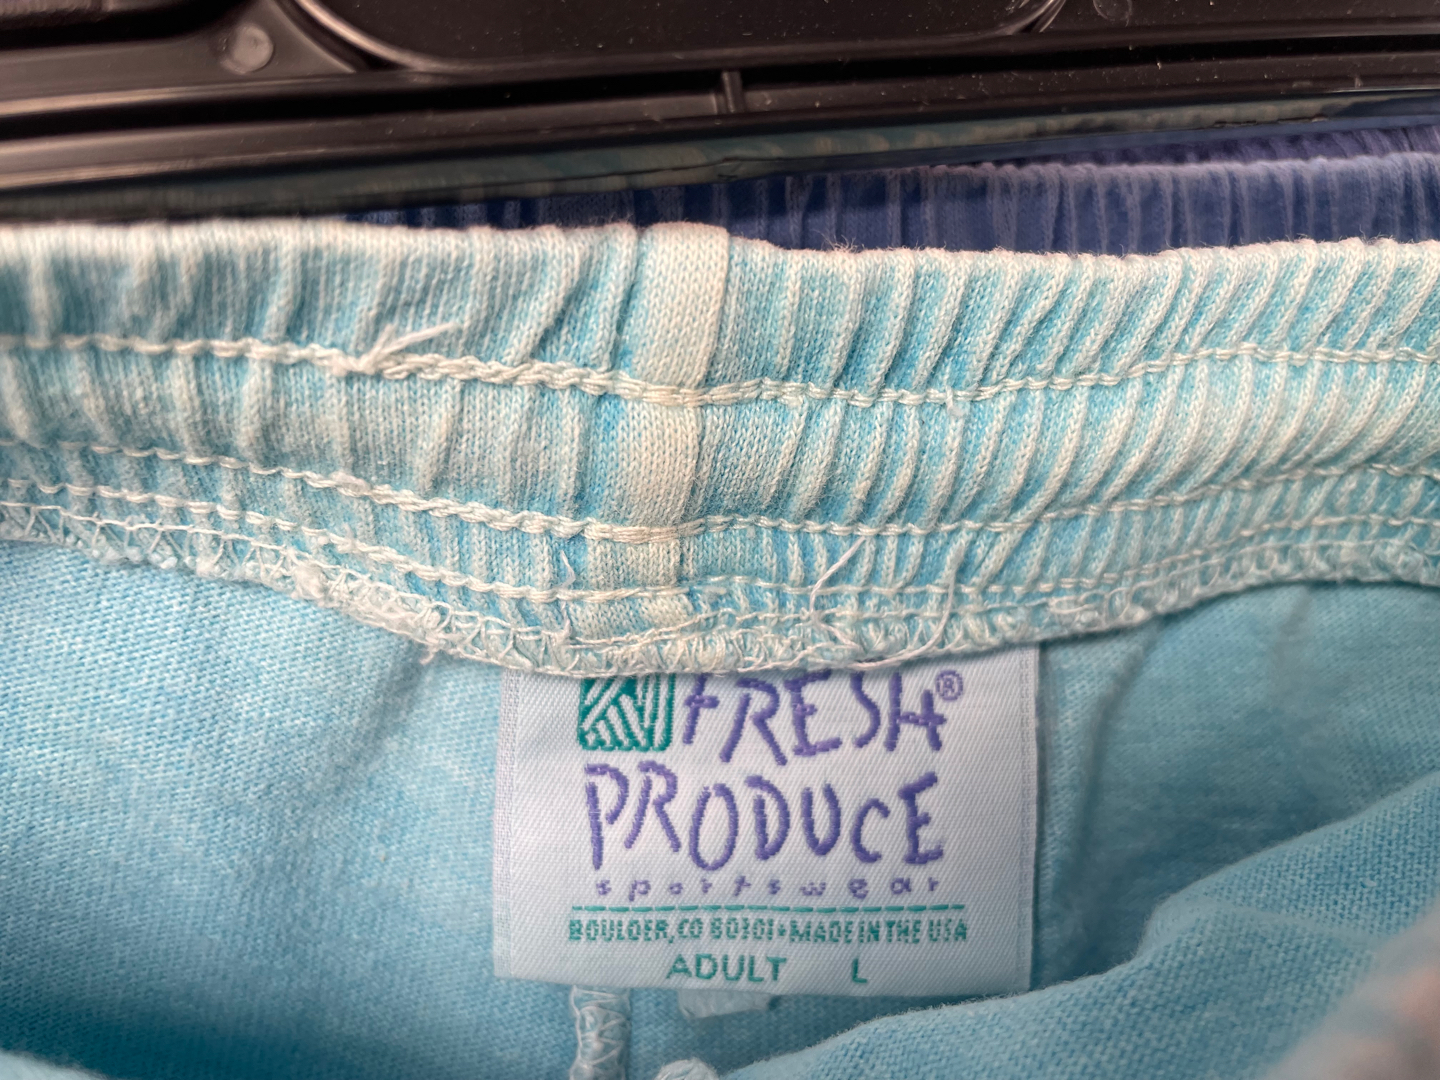 FRESH®
PRODUCE
sportswear
BOULDER, CO 80301•MADE IN THE USA
ADULT L